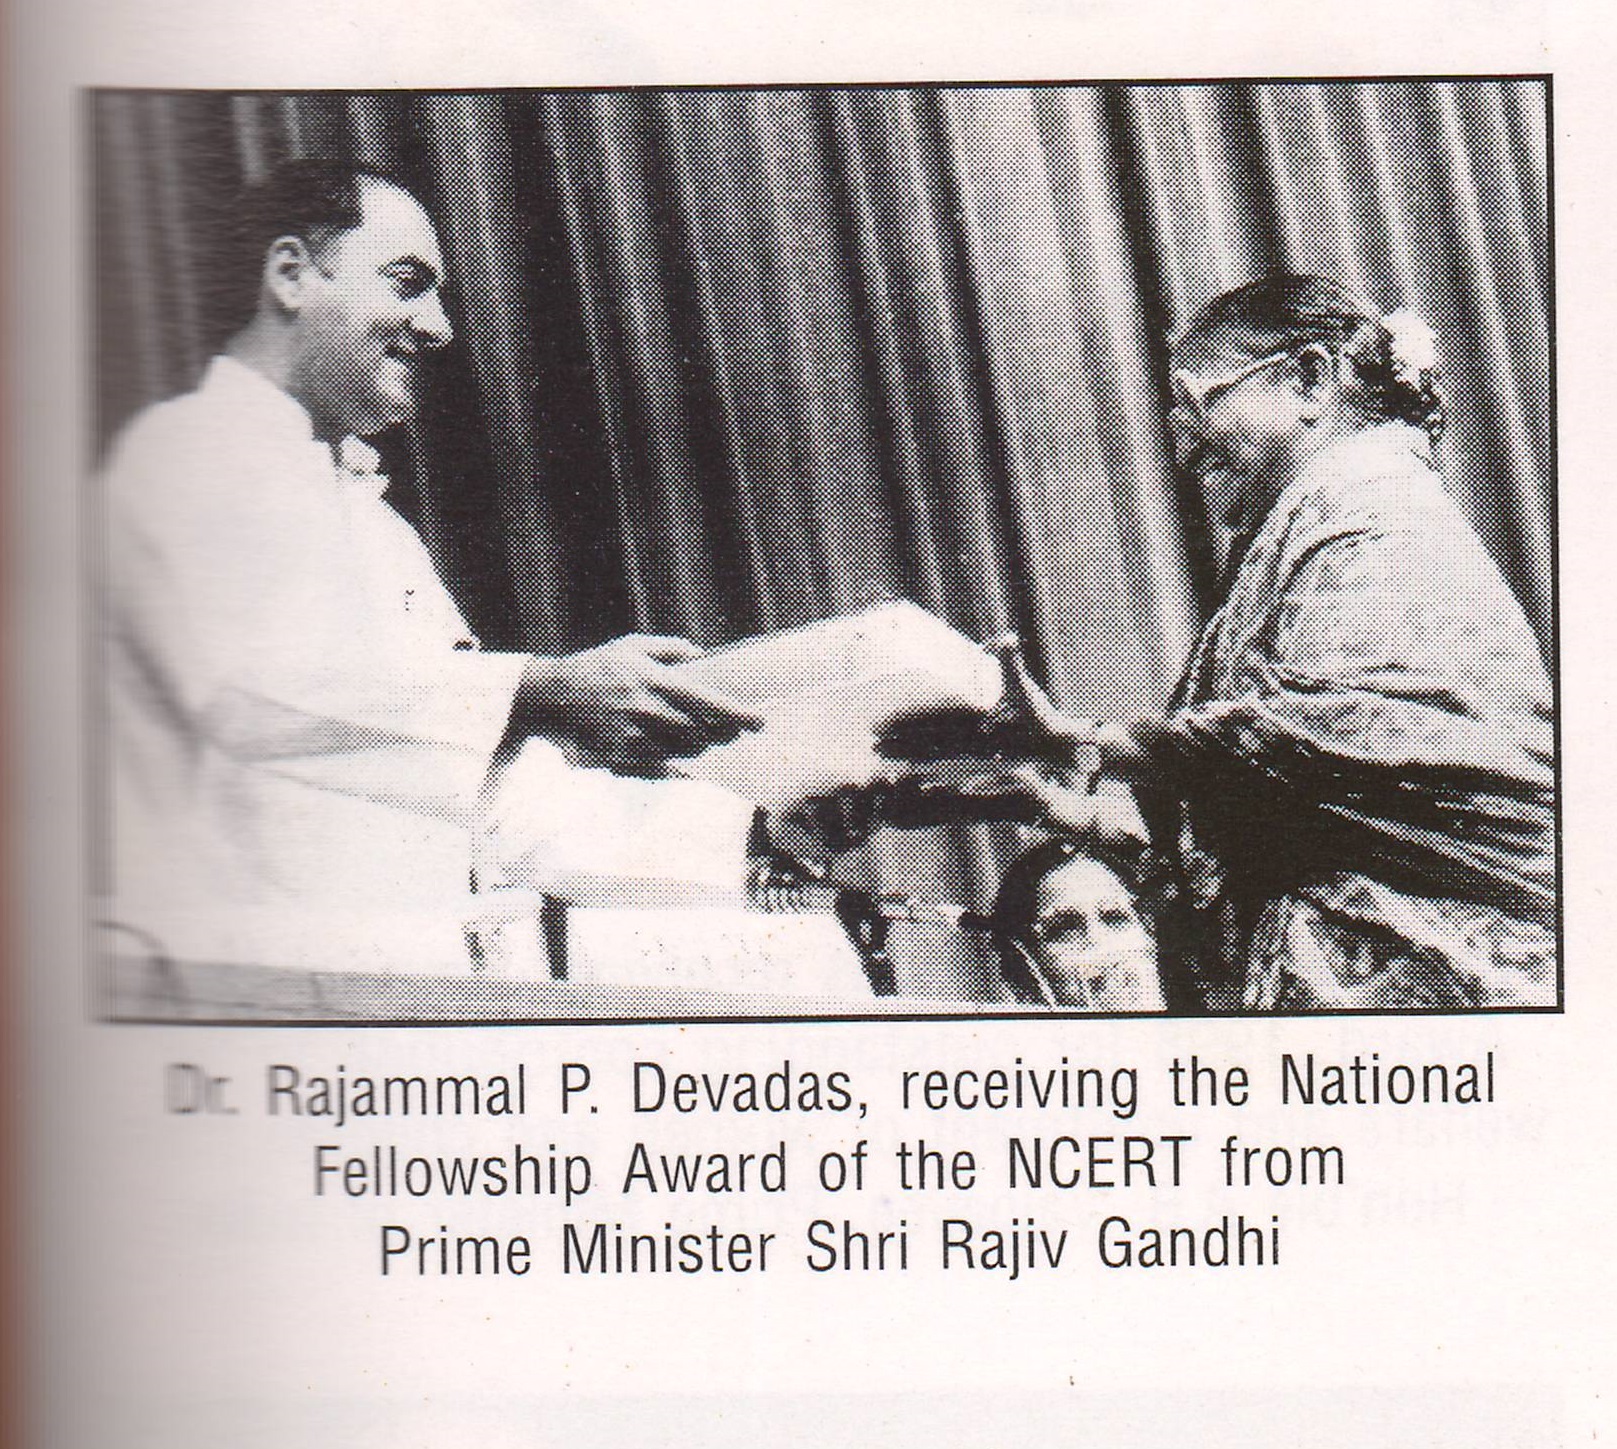 Dr. Rajammal P. Devadas, receiving the National
Fellowship Award of the NCERT from
Prime Minister Shri Rajiv Gandhi